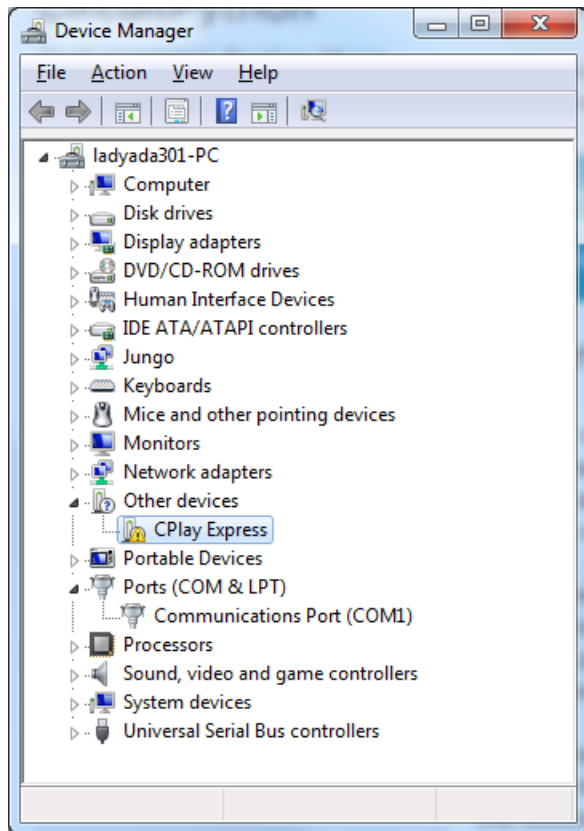 Device Manager
File Action View Help
ladyada301-PC
Computer
Disk drives
Display adapters
DVD/CD-ROM drives
Human Interface Devices
IDE ATA/ATAPI controllers
Jungo
Keyboards
Mice and other pointing devices
Monitors
Network adapters
Other devices
CPlay Express
Portable Devices
Ports (COM & LPT)
Communications Port (COM1)
Processors
Sound, video and game controllers
System devices
Universal Serial Bus controllers